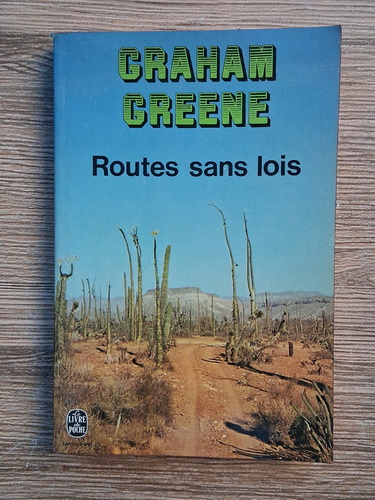 GRAHAM
GREENE
Routes sans lois
Le
LIVRE
de
POCHE